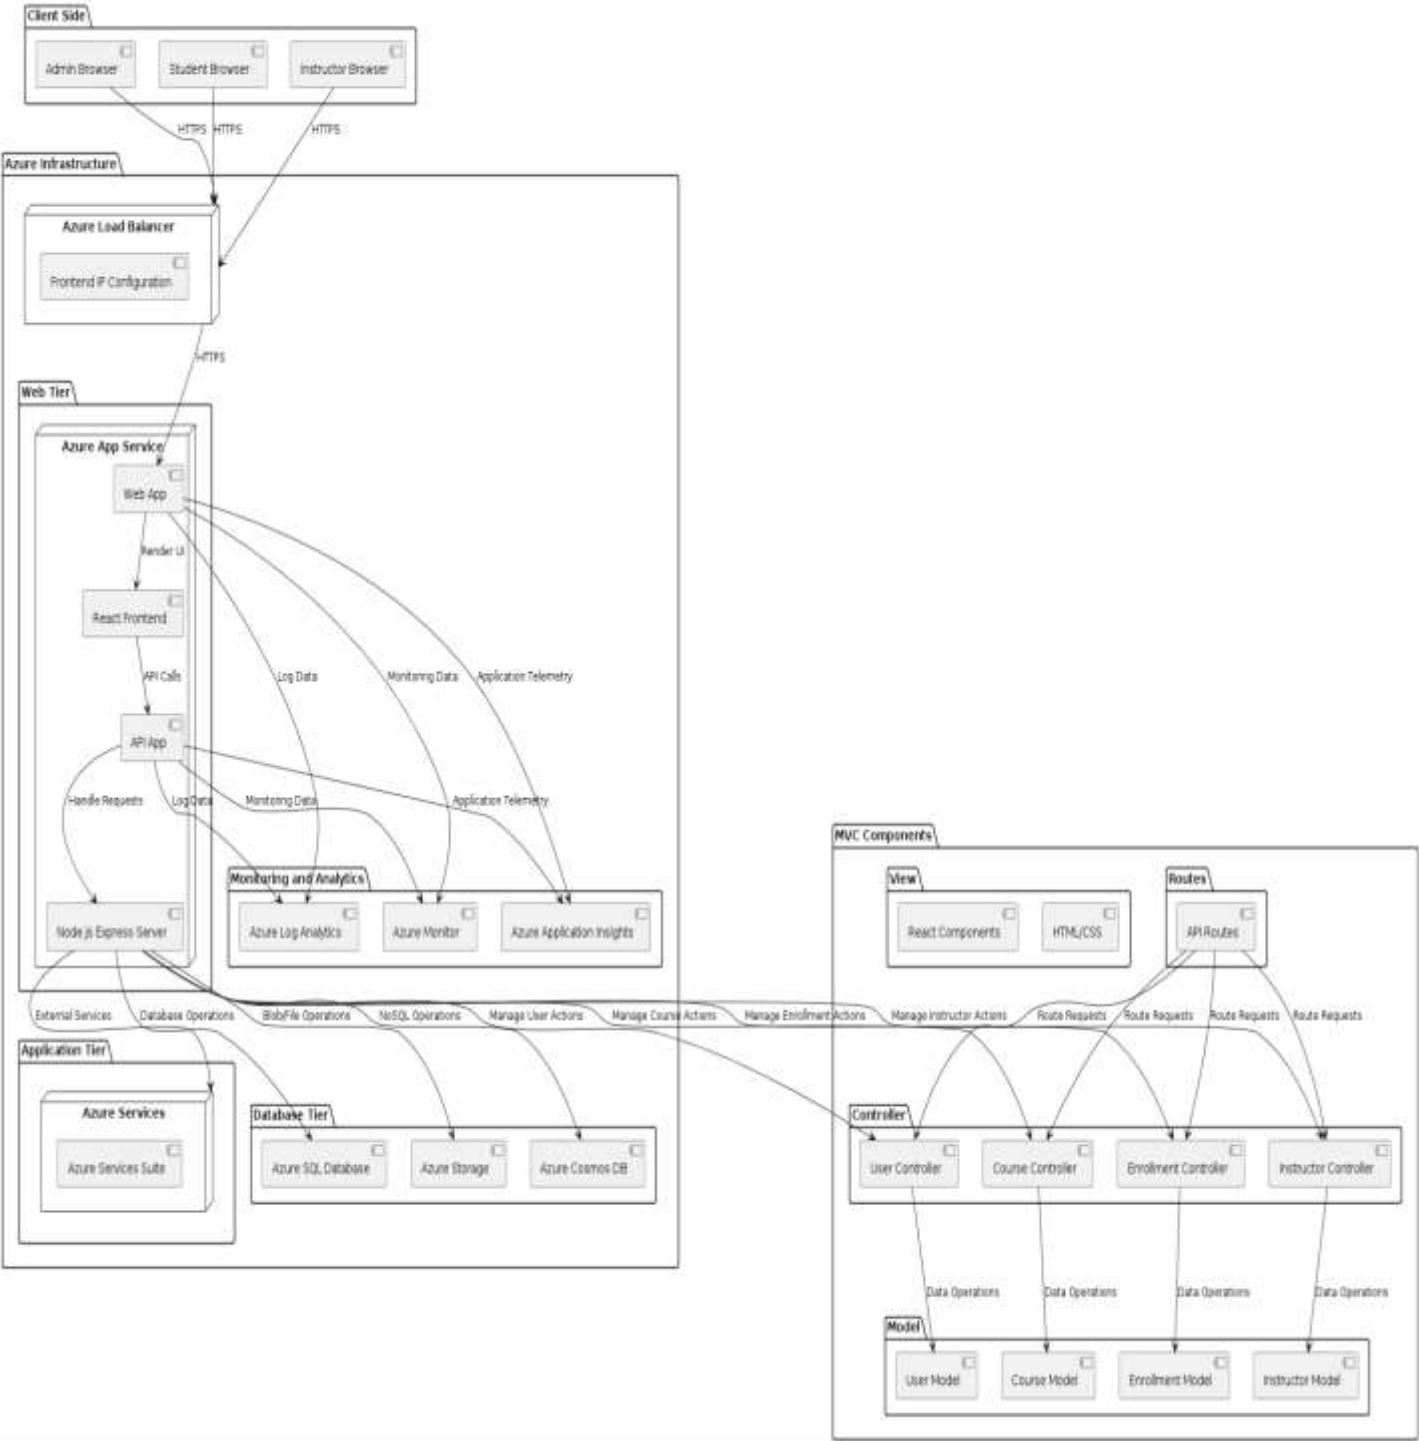 Client Side
Admin Browser
Student Browser
Instructor Browser
HTTPS
HTTPS
HTTPS
Azure Infrastructure
Azure Load Balancer
Frontend IP Configuration
HTTPS
Web Tier
Azure App Service
Web App
Render UI
React Frontend
API Calls
Log Data
Monitoring Data
Application Telemetry
API App
Handle Requests
Log Data
Monitoring Data
Application Telemetry
Monitoring and Analytics
Node js Express Server
Azure Log Analytics
Azure Monitor
Azure Application Insights
MVC Components
View
Routes
React Components
HTML/CSS
API Routes
External Services
Database Operations
Blob/File Operations
NoSQL Operations
Manage User Actions
Manage Course Actions
Manage Enrollment Actions
Manage Instructor Actions
Route Requests
Route Requests
Route Requests
Route Requests
Application Tier
Azure Services
Azure Services Suite
Database Tier
Azure SQL Database
Azure Storage
Azure Cosmos DB
Controller
User Controller
Course Controller
Enrollment Controller
Instructor Controller
Data Operations
Data Operations
Data Operations
Data Operations
Model
User Model
Course Model
Enrollment Model
Instructor Model